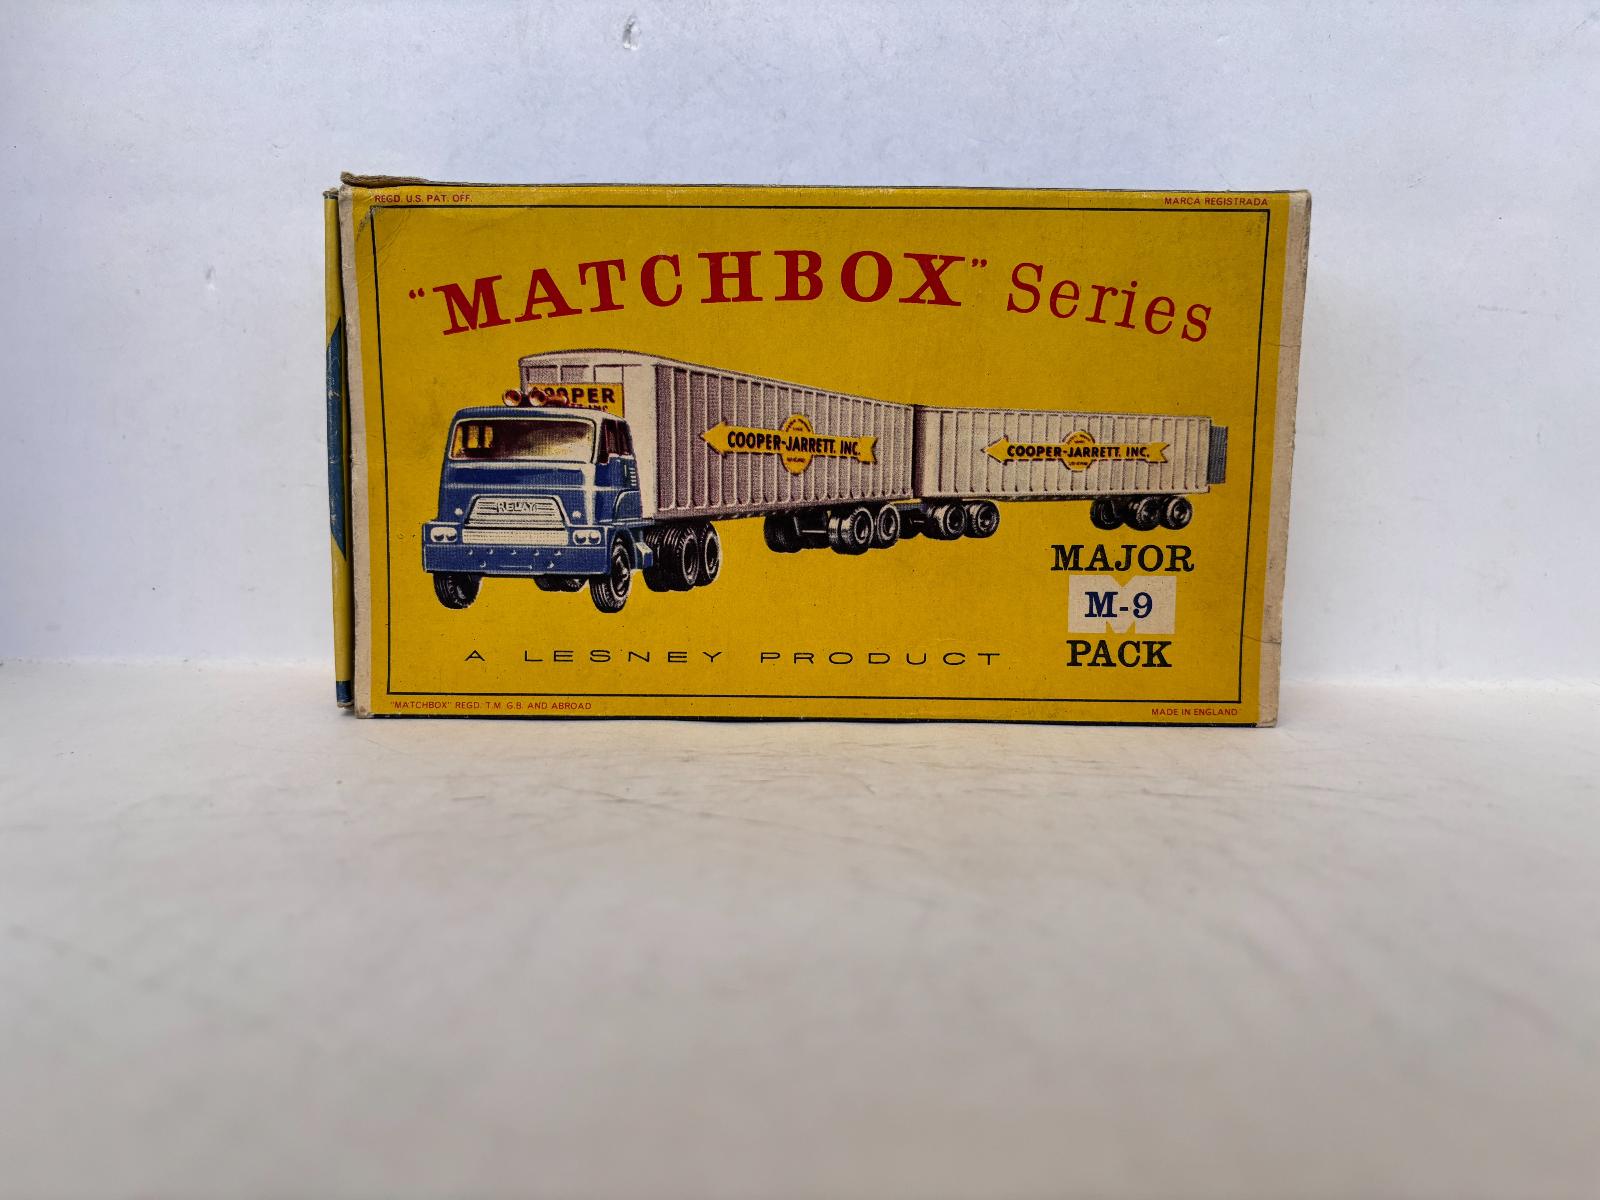 REGD. U.S. PAT. OFF.
MARCA REGISTRADA
"MATCHBOX" Series
COOPER
COOPER-JARRETT, INC.
COOPER-JARRETT, INC.
RELAY
MAJOR
M-9
PACK
A LESNEY PRODUCT
"MATCHBOX" REGD. T.M. G.B. AND ABROAD
MADE IN ENGLAND